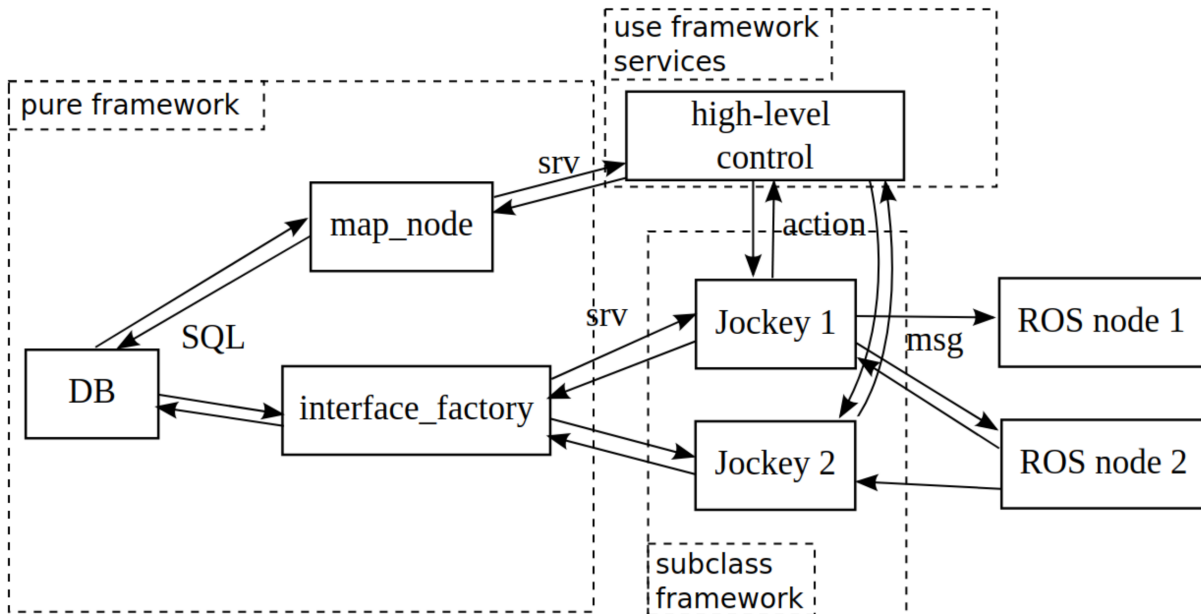 use framework
services
pure framework
high-level
control
srv
map_node
action
srv
Jockey 1
ROS node 1
SQL
msg
DB
interface_factory
Jockey 2
ROS node 2
subclass
framework